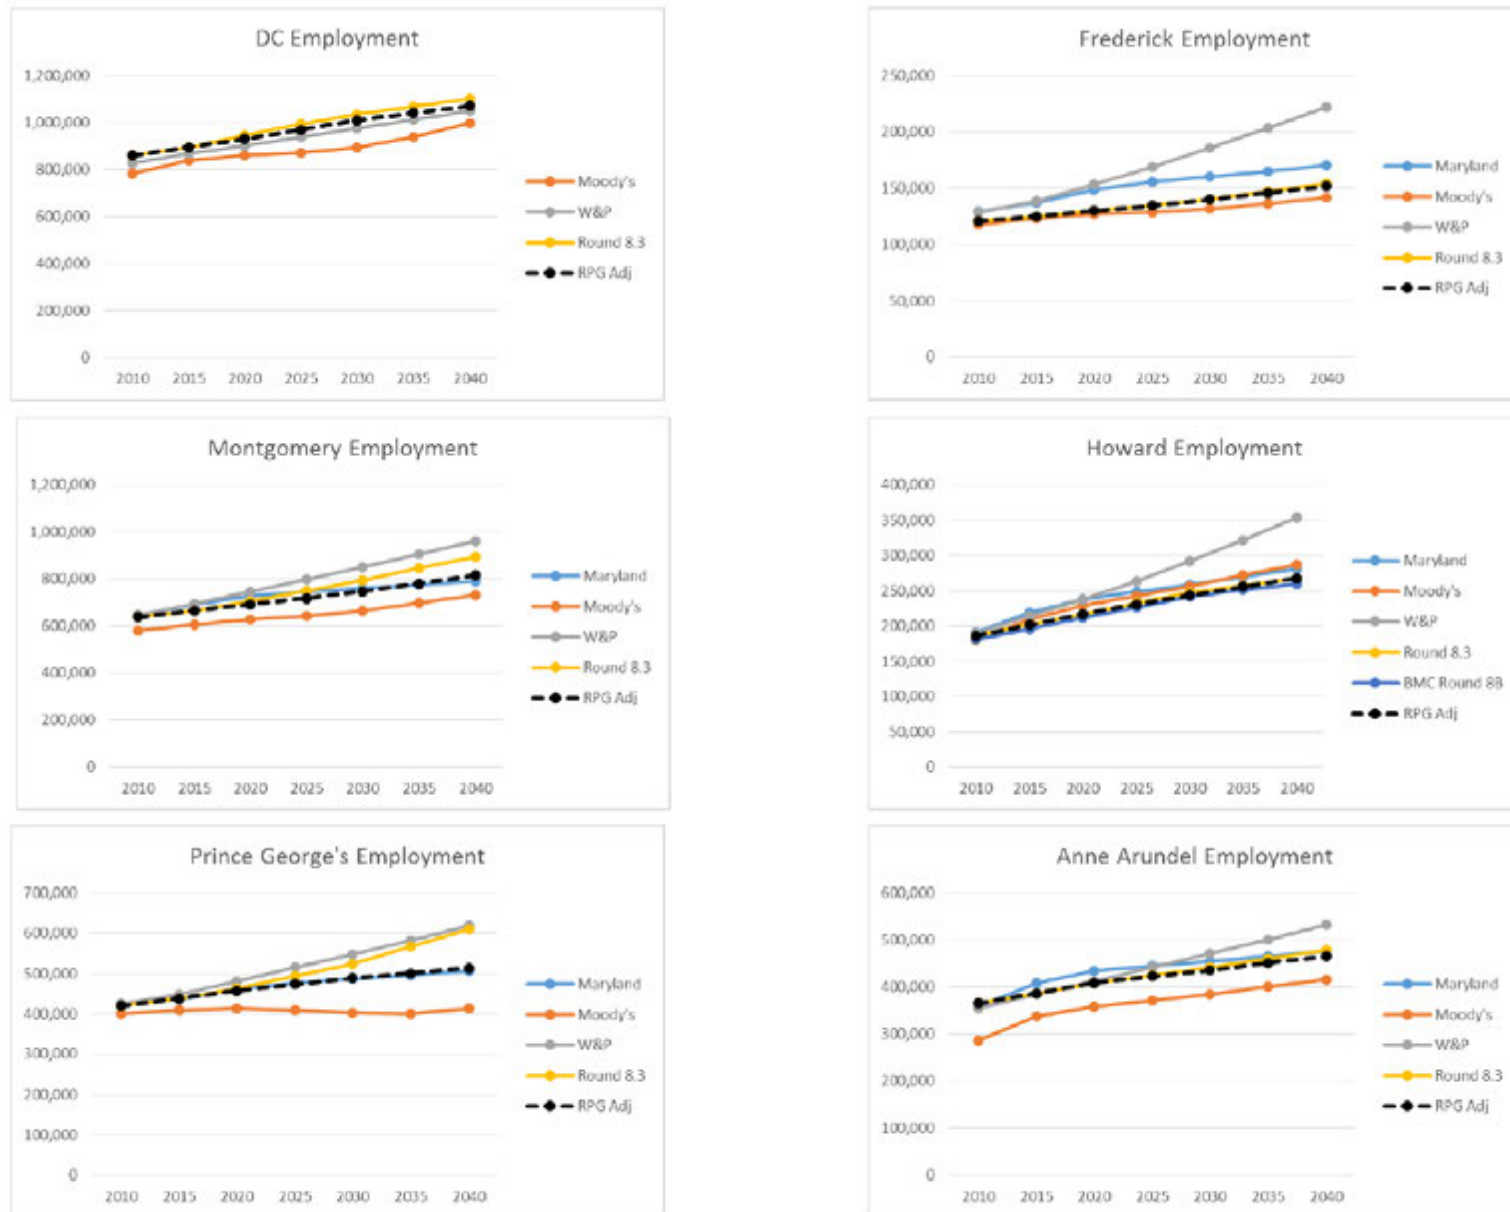 DC Employment
1,200,000
1,000,000
800,000
600,000
400,000
200,000
0
2010 2015 2020 2025 2030 2035 2040
Moody's
W&P
Round 8.3
RPG Adj
Frederick Employment
250,000
200,000
150,000
100,000
50,000
0
2010 2015 2020 2025 2030 2035 2040
Maryland
Moody's
W&P
Round 8.3
RPG Adj
Montgomery Employment
1,200,000
1,000,000
800,000
600,000
400,000
200,000
0
2010 2015 2020 2025 2030 2035 2040
Maryland
Moody's
W&P
Round 8.3
RPG Adj
Howard Employment
400,000
350,000
300,000
250,000
200,000
150,000
100,000
50,000
0
2010 2015 2020 2025 2030 2035 2040
Maryland
Moody's
W&P
Round 8.3
BMC Round 8B
RPG Adj
Prince George's Employment
700,000
600,000
500,000
400,000
300,000
200,000
100,000
0
2010 2015 2020 2025 2030 2035 2040
Maryland
Moody's
W&P
Round 8.3
RPG Adj
Anne Arundel Employment
600,000
500,000
400,000
300,000
200,000
100,000
0
2010 2015 2020 2025 2030 2035 2040
Maryland
Moody's
W&P
Round 8.3
RPG Adj